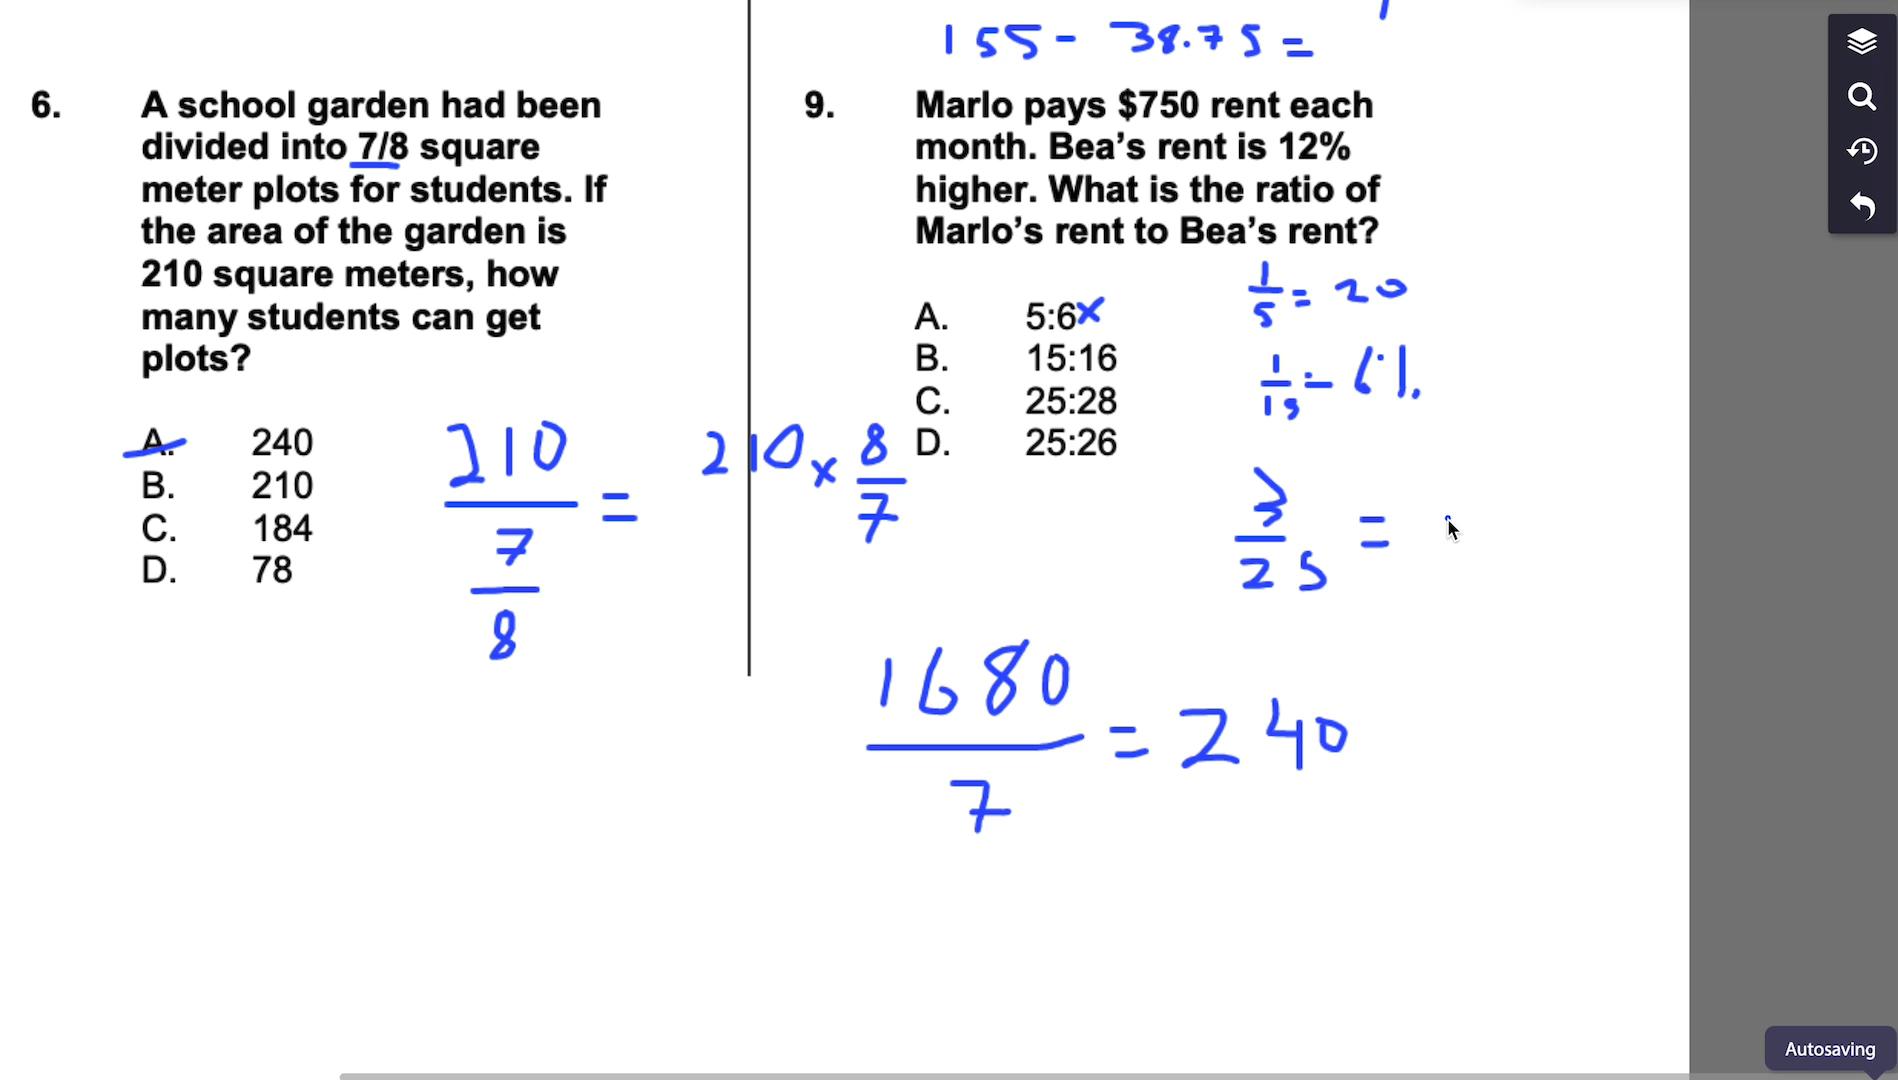 155 - 38.75 =
6. A school garden had been
divided into 7/8 square
meter plots for students. If
the area of the garden is
210 square meters, how
many students can get
plots?
A. 240
B. 210
C. 184
D. 78
210
7
8
=
210 x 8
7
9. Marlo pays $750 rent each
month. Bea's rent is 12%
higher. What is the ratio of
Marlo's rent to Bea's rent?
A. 5:6x
B. 15:16
C. 25:28
D. 25:26
1
5 = 20
1
15 = 6%
3
25 =
1680
7 = 240
Autosaving